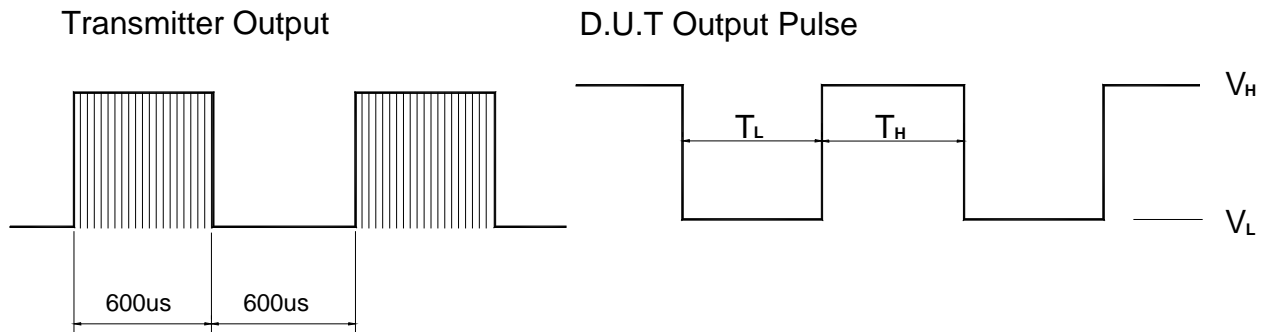 Transmitter Output
D.U.T Output Pulse
VH
TL
TH
VL
600us
600us